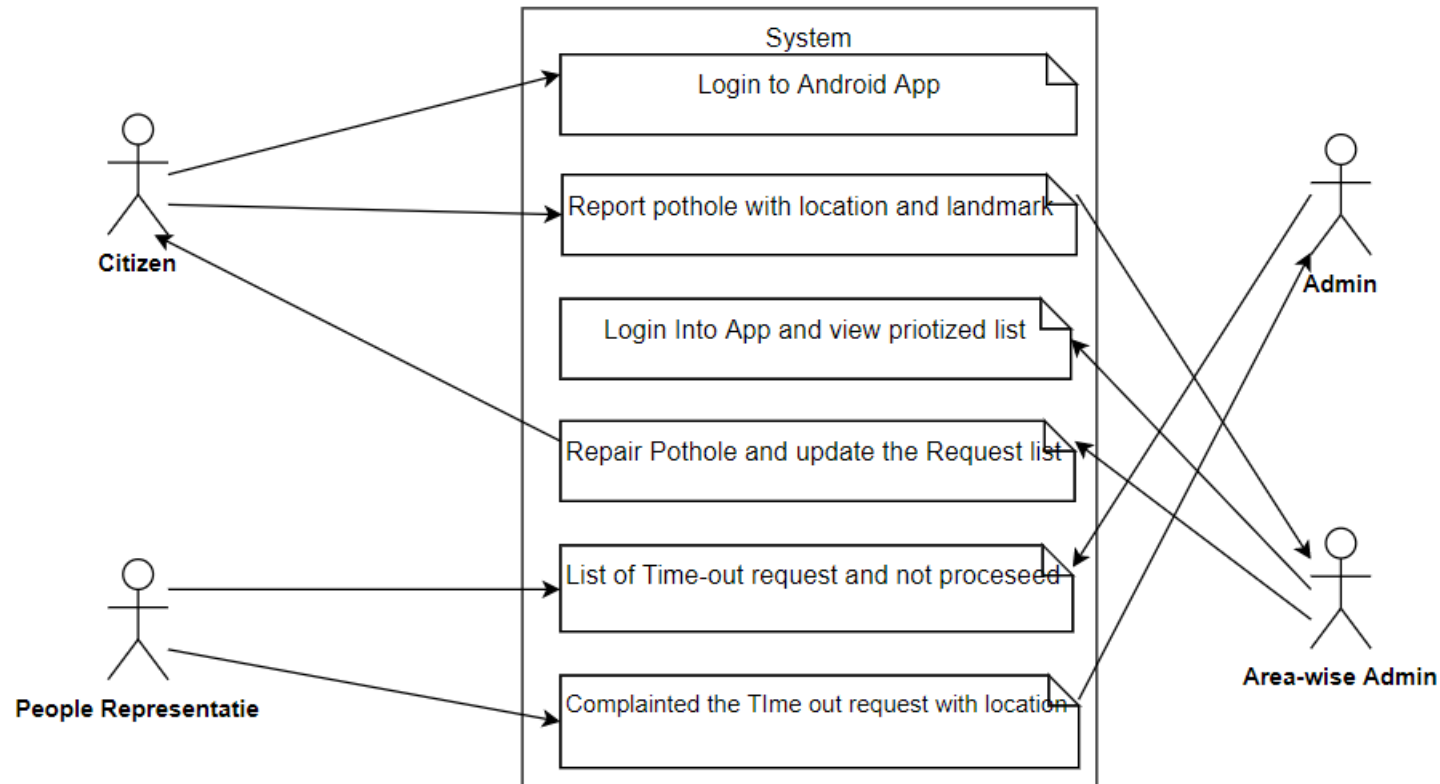 System
Login to Android App
Report pothole with location and landmark
Citizen
Admin
Login Into App and view priotized list
Repair Pothole and update the Request list
List of Time-out request and not proceseed
People Representatie
Complainted the TIme out request with location
Area-wise Admin